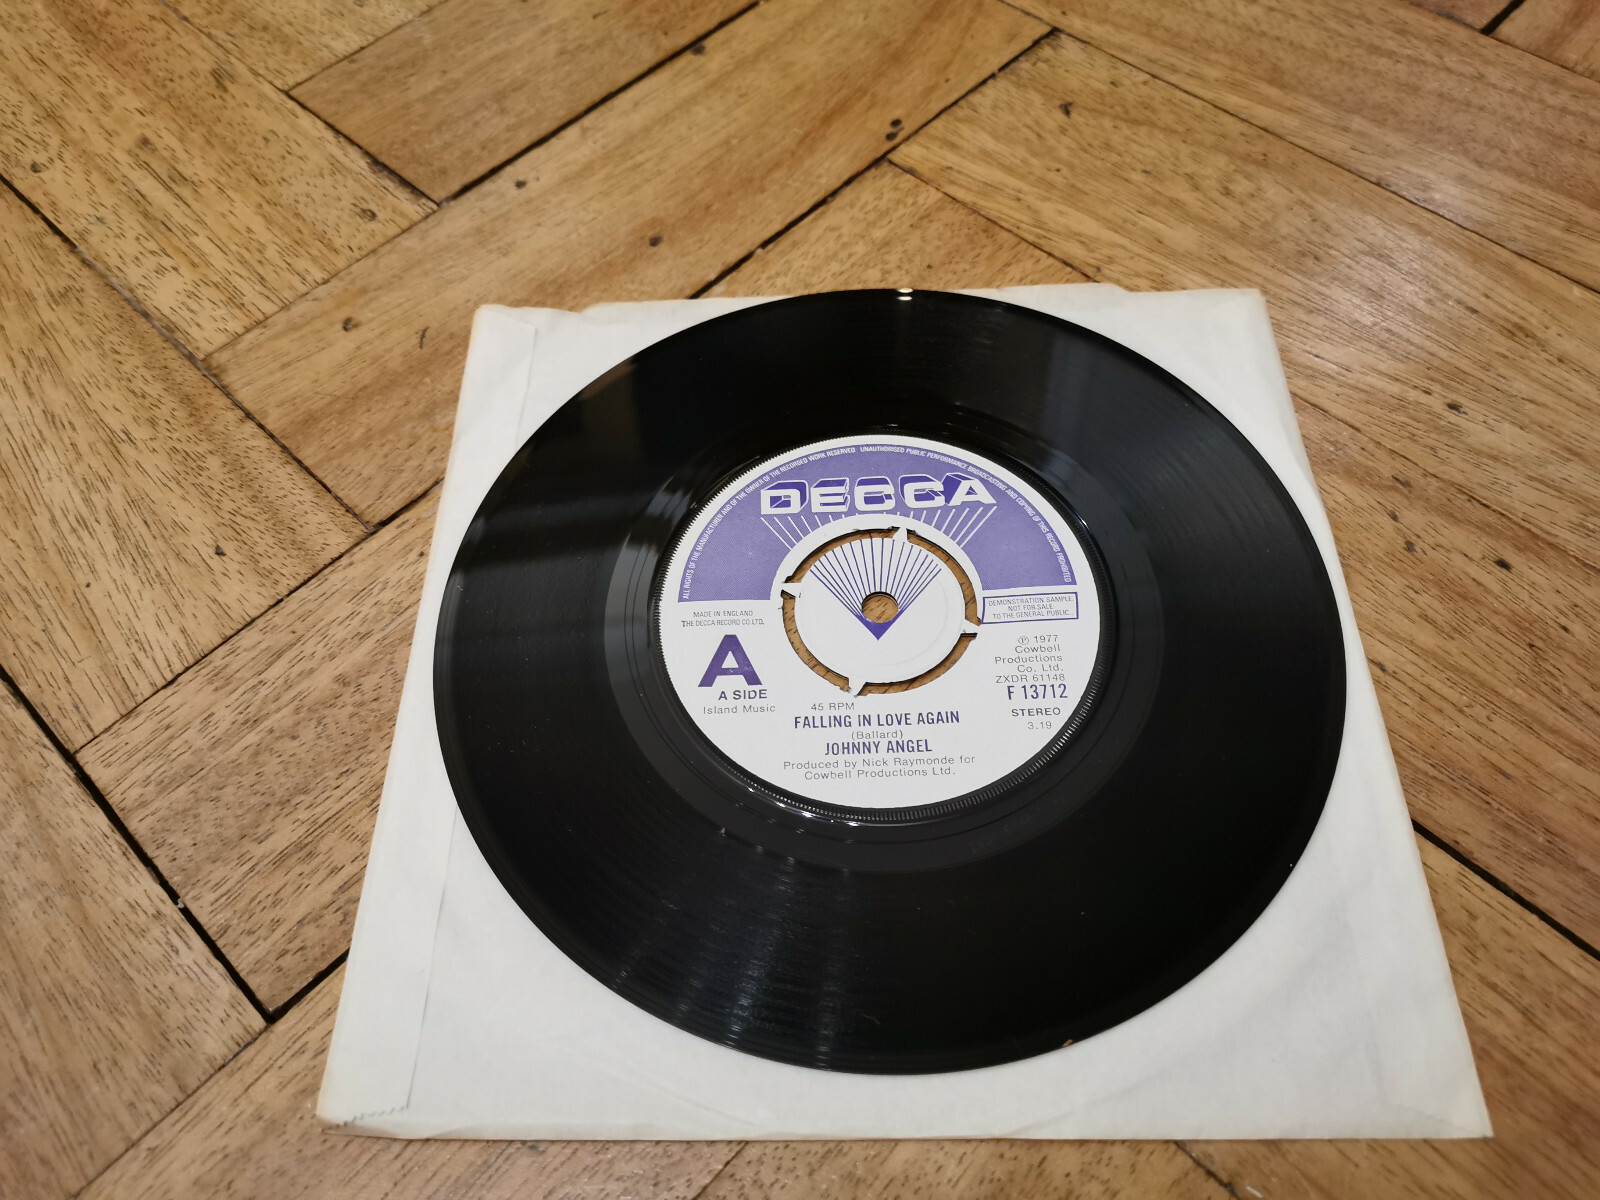 ALL RIGHTS OF THE MANUFACTURER AND OF THE OWNER OF THE RECORDED WORK RESERVED. UNAUTHORISED PUBLIC PERFORMANCE BROADCASTING AND COPYING OF THIS RECORD PROHIBITED
DECCA
MADE IN ENGLAND
THE DECCA RECORD CO. LTD.
DEMONSTRATION SAMPLE.
NOT FOR SALE
TO THE GENERAL PUBLIC.
A
A SIDE
Island Music
℗ 1977
Cowbell
Productions
Co. Ltd.
ZXDR 61148
F 13712
STEREO
3.19
45 RPM
FALLING IN LOVE AGAIN
(Ballard)
JOHNNY ANGEL
Produced by Nick Raymonde for
Cowbell Productions Ltd.